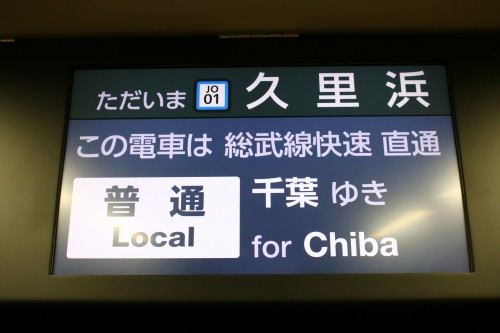 ただいま JO 01 久里浜
この電車は 総武線快速 直通
普通 千葉 ゆき
Local for Chiba